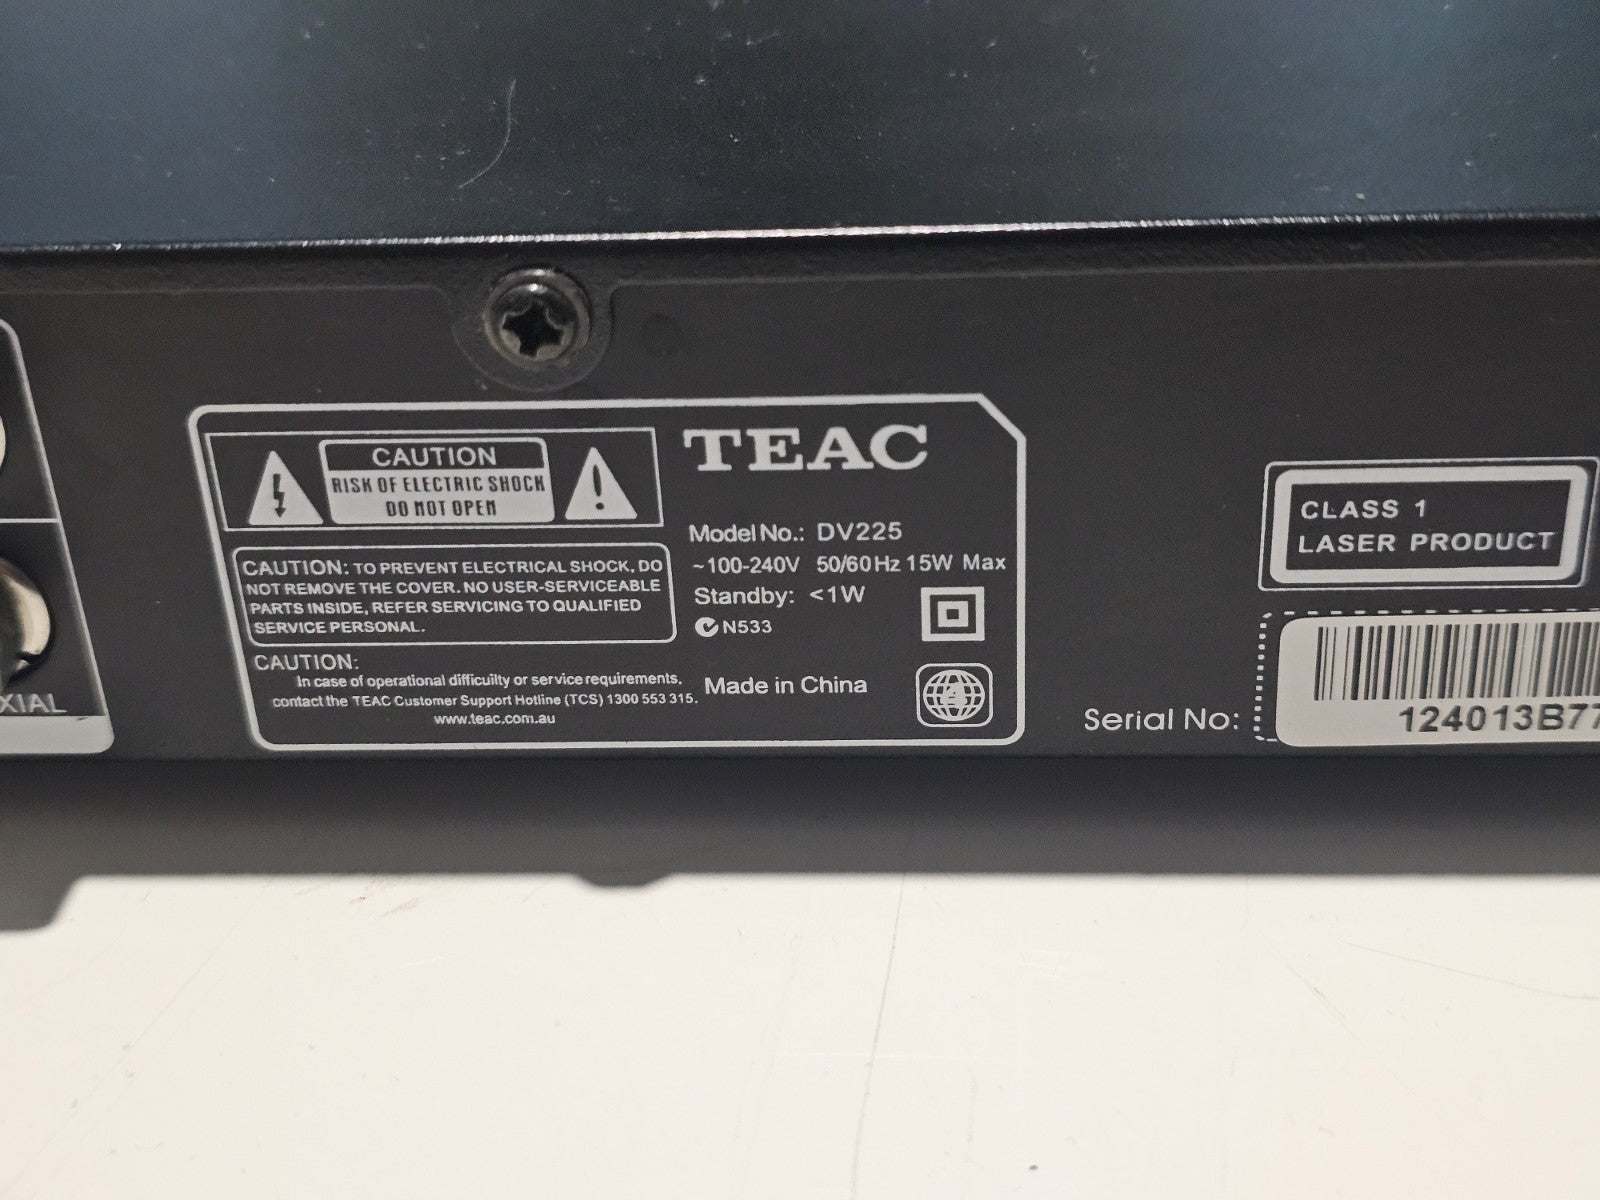 CAUTION
RISK OF ELECTRIC SHOCK
DO NOT OPEN
TEAC
Model No.: DV225
~100-240V 50/60Hz 15W Max
Standby: <1W
N533
Made in China
CAUTION: TO PREVENT ELECTRICAL SHOCK, DO
NOT REMOVE THE COVER. NO USER-SERVICEABLE
PARTS INSIDE, REFER SERVICING TO QUALIFIED
SERVICE PERSONAL.
CAUTION:
In case of operational difficuilty or service requirements,
contact the TEAC Customer Support Hotline (TCS) 1300 553 315.
www.teac.com.au
4
CLASS 1
LASER PRODUCT
Serial No:
124013B77
XIAL